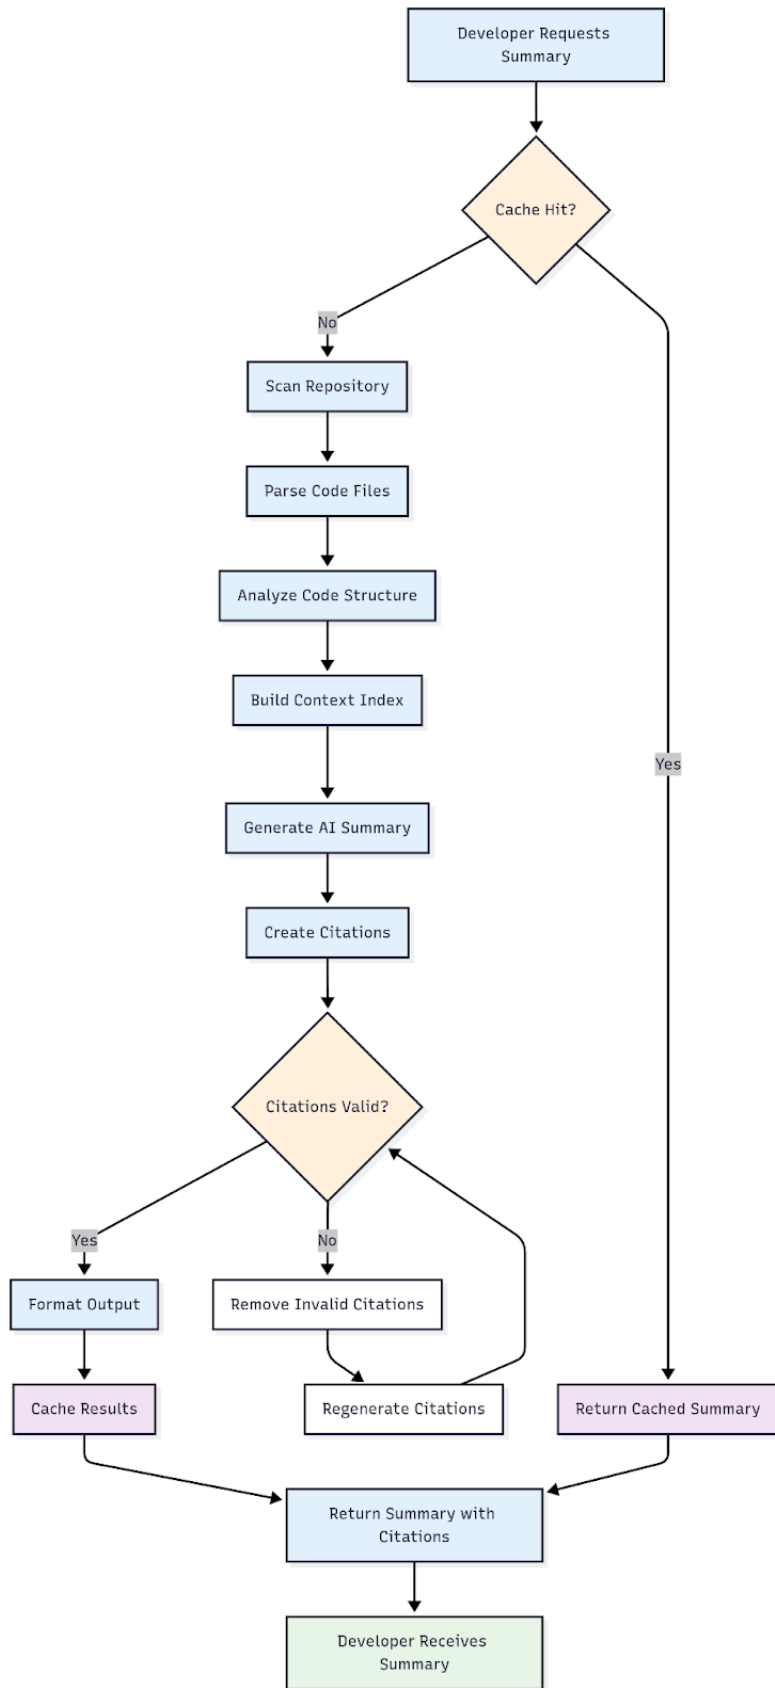 Developer Requests
Summary
Cache Hit?
No
Scan Repository
Parse Code Files
Analyze Code Structure
Build Context Index
Yes
Generate AI Summary
Create Citations
Citations Valid?
Yes
No
Format Output
Remove Invalid Citations
Cache Results
Regenerate Citations
Return Cached Summary
Return Summary with
Citations
Developer Receives
Summary